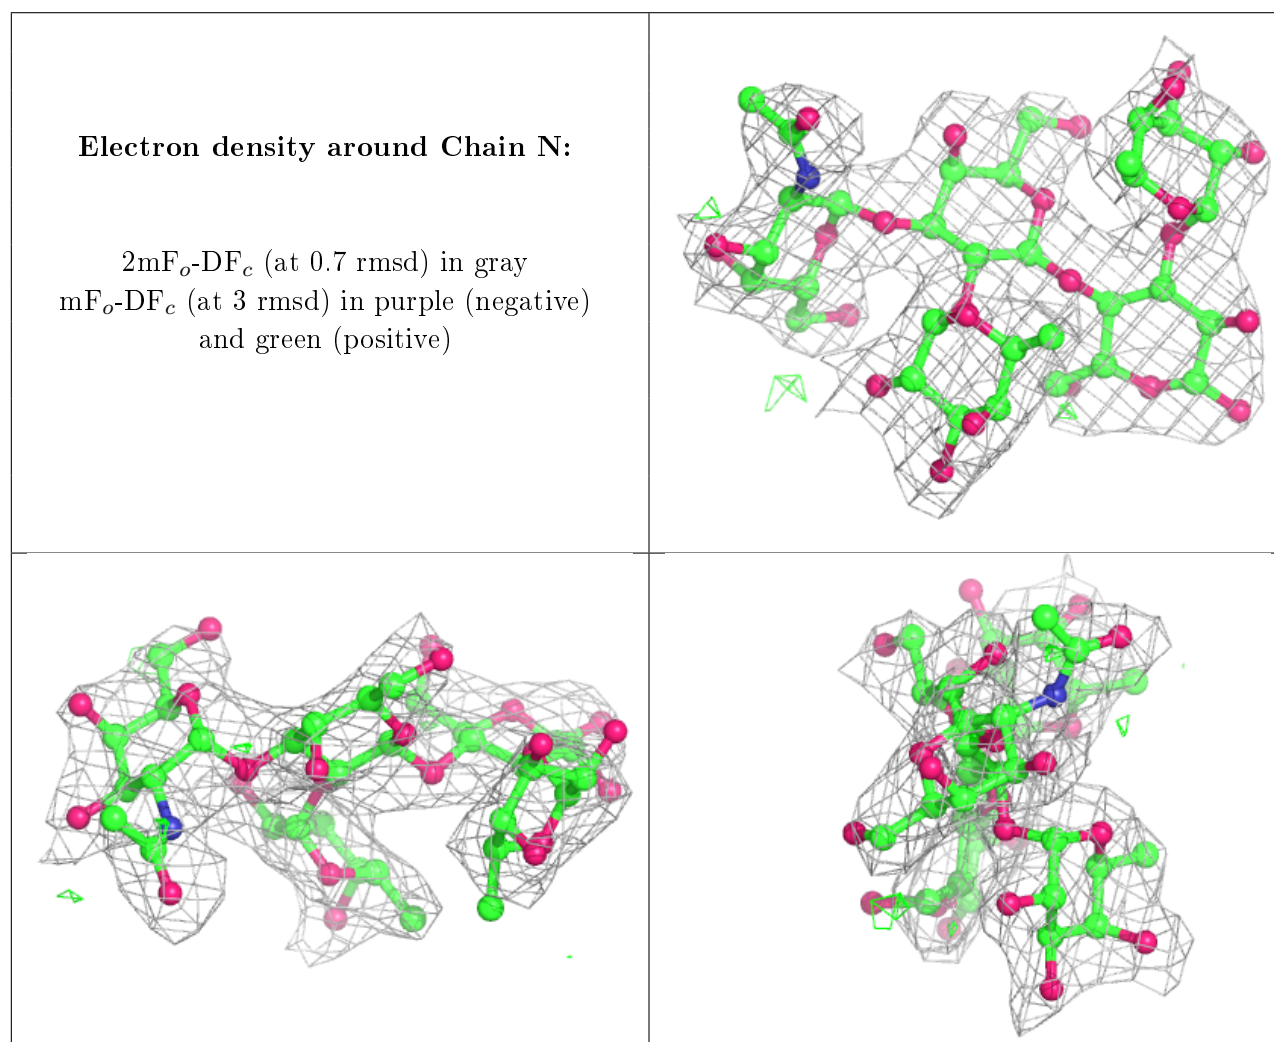 Electron density around Chain N:
2mFₒ-DF𝒸 (at 0.7 rmsd) in gray
mFₒ-DF𝒸 (at 3 rmsd) in purple (negative)
and green (positive)